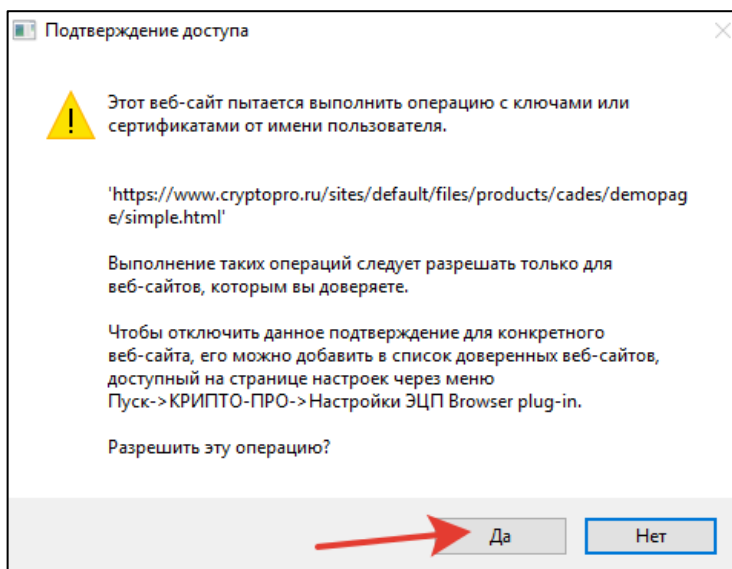 Подтверждение доступа
Этот веб-сайт пытается выполнить операцию с ключами или
сертификатами от имени пользователя.
'https://www.cryptopro.ru/sites/default/files/products/cades/demopag
e/simple.html'
Выполнение таких операций следует разрешать только для
веб-сайтов, которым вы доверяете.
Чтобы отключить данное подтверждение для конкретного
веб-сайта, его можно добавить в список доверенных веб-сайтов,
доступный на странице настроек через меню
Пуск->КРИПТО-ПРО->Настройки ЭЦП Browser plug-in.
Разрешить эту операцию?
Да
Нет